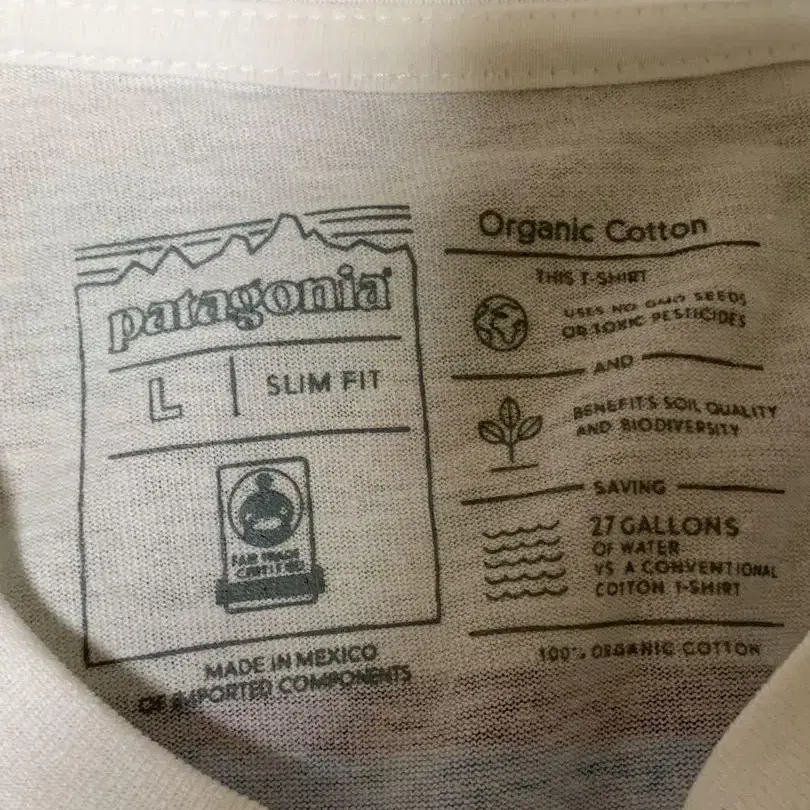 patagonia
L | SLIM FIT
FAIR TRADE
CERTIFIED
MADE IN MEXICO
OF IMPORTED COMPONENTS
Organic Cotton
THIS T-SHIRT
USES NO GMO SEEDS
OR TOXIC PESTICIDES
AND
BENEFITS SOIL QUALITY
AND BIODIVERSITY
SAVING
27 GALLONS
OF WATER
VS A CONVENTIONAL
COTTON T-SHIRT
100% ORGANIC COTTON